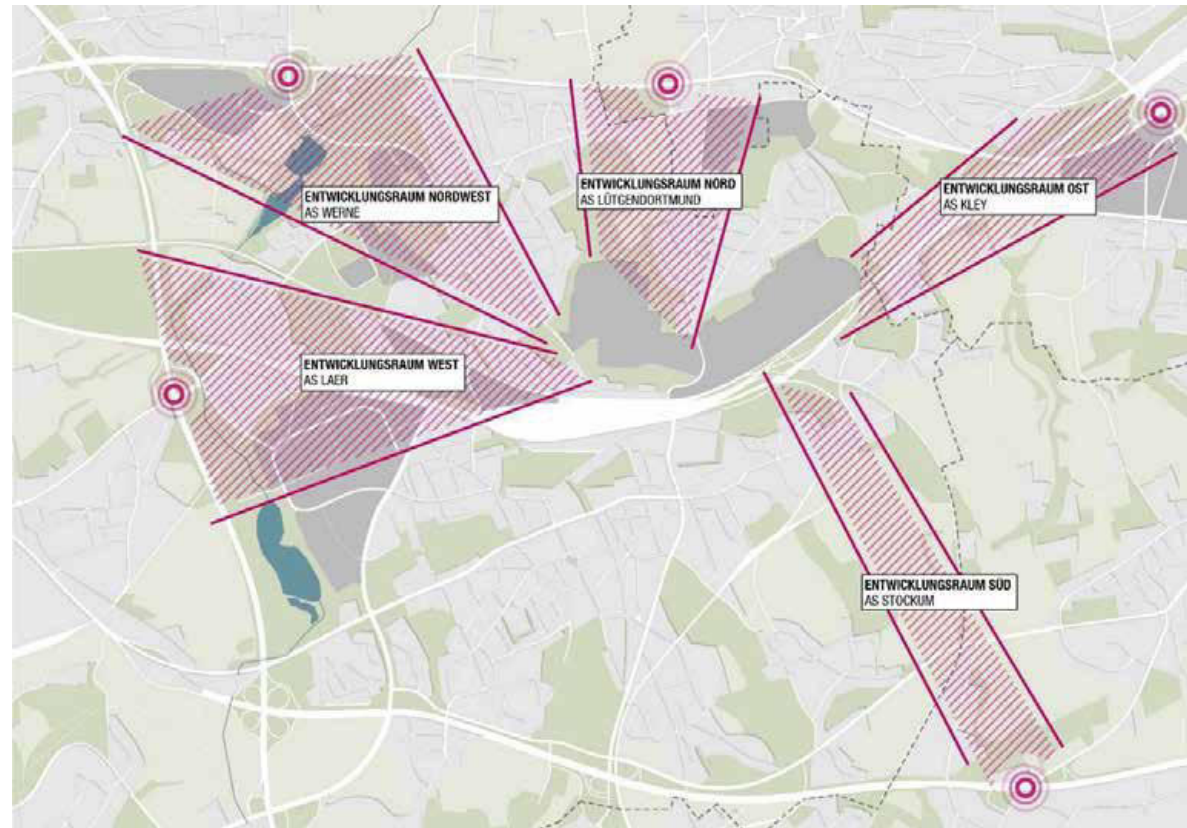 ENTWICKLUNGSRAUM NORDWEST
AS WERNE
ENTWICKLUNGSRAUM NORD
AS LÜTGENDORTMUND
ENTWICKLUNGSRAUM OST
AS KLEY
ENTWICKLUNGSRAUM WEST
AS LAER
ENTWICKLUNGSRAUM SÜD
AS STOCKUM